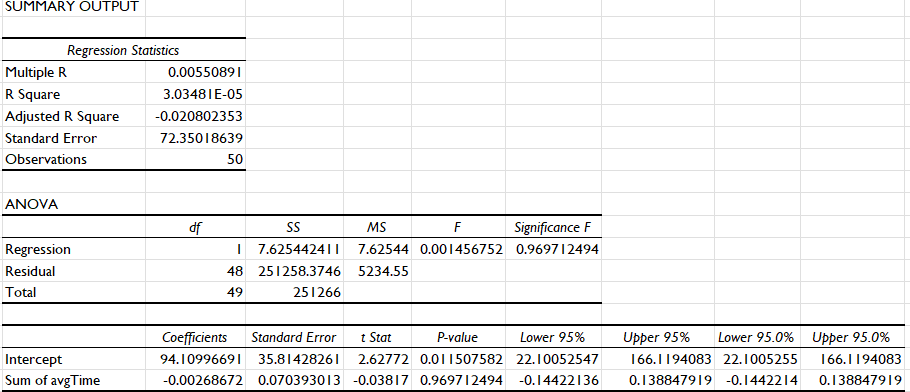 SUMMARY OUTPUT
Regression Statistics
Multiple R 0.00550891
R Square 3.03481E-05
Adjusted R Square -0.020802353
Standard Error 72.35018639
Observations 50
ANOVA
df SS MS F Significance F
Regression 1 7.625442411 7.62544 0.001456752 0.969712494
Residual 48 251258.3746 5234.55
Total 49 251266
Coefficients Standard Error t Stat P-value Lower 95% Upper 95% Lower 95.0% Upper 95.0%
Intercept 94.10996691 35.81428261 2.62772 0.011507582 22.10052547 166.1194083 22.1005255 166.1194083
Sum of avgTime -0.00268672 0.070393013 -0.03817 0.969712494 -0.14422136 0.138847919 -0.1442214 0.138847919